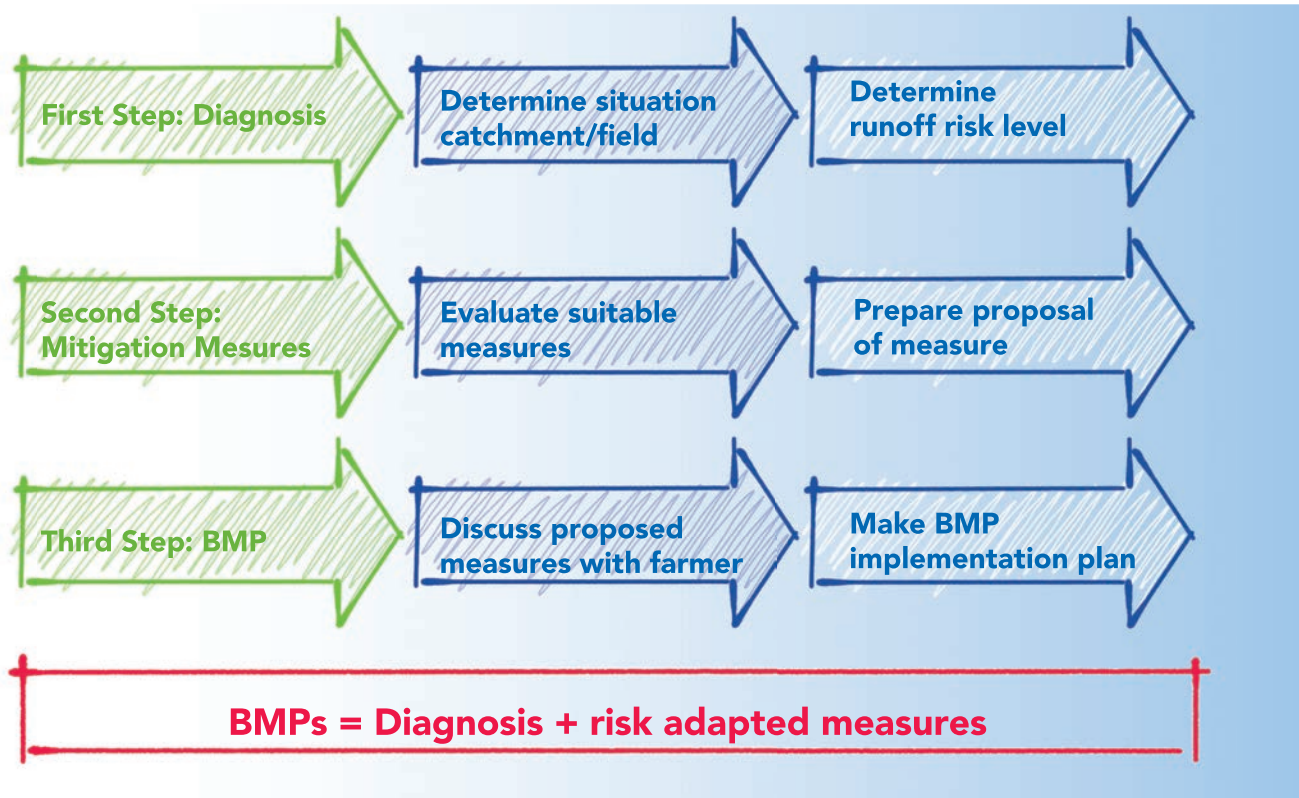 First Step: Diagnosis
Determine situation
catchment/field
Determine
runoff risk level
Second Step:
Mitigation Mesures
Evaluate suitable
measures
Prepare proposal
of measure
Third Step: BMP
Discuss proposed
measures with farmer
Make BMP
implementation plan
BMPs = Diagnosis + risk adapted measures